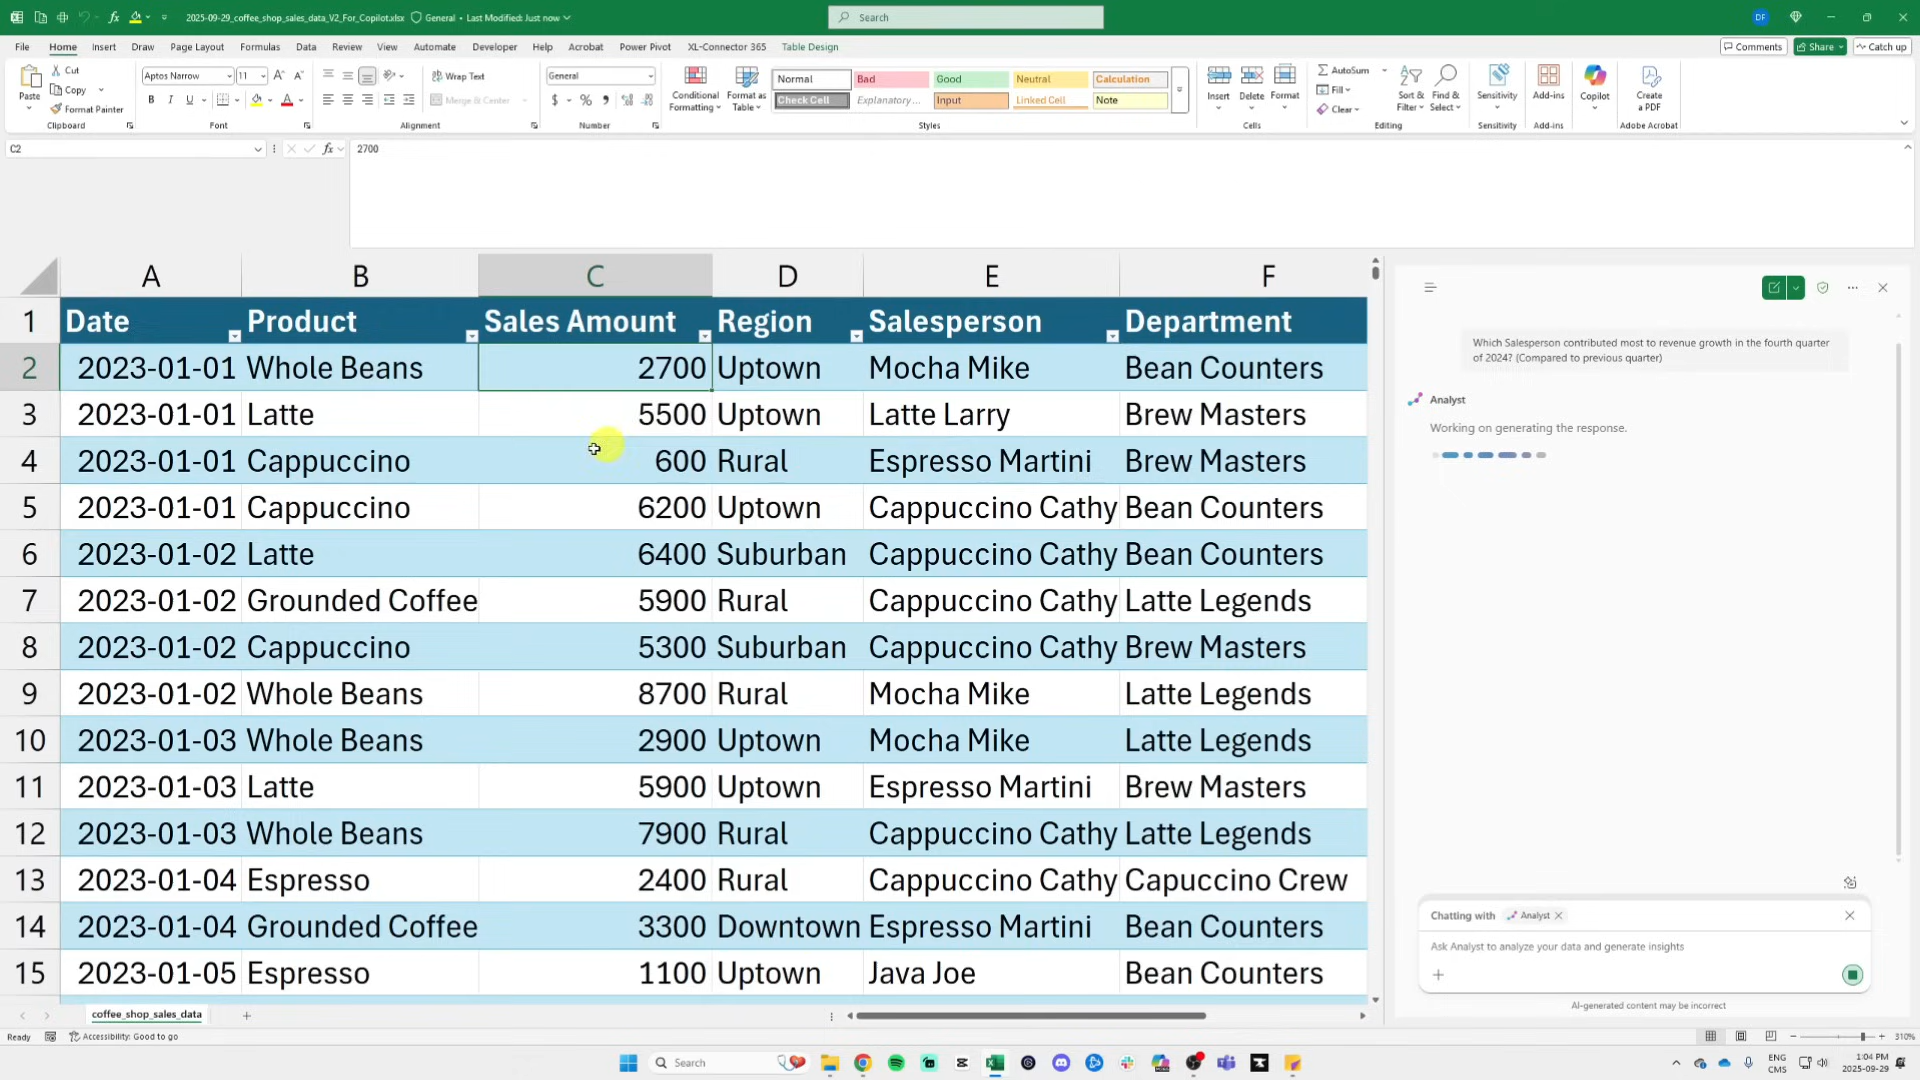 2025-09-29_coffee_shop_sales_data_V2_For_Copilot.xlsx General • Last Modified: Just now
Search
DF
File Home Insert Draw Page Layout Formulas Data Review View Automate Developer Help Acrobat Power Pivot XL-Connector 365 Table Design
Comments Share Catch up
Paste Cut Copy Format Painter
Clipboard
Aptos Narrow 11
B I U
Font
Wrap Text
Merge & Center
Alignment
General
$ % ,
Number
Conditional Formatting
Format as Table
Normal Bad Good Neutral Calculation
Check Cell Explanatory... Input Linked Cell Note
Styles
Insert Delete Format
Cells
AutoSum
Fill
Clear
Sort & Filter
Find & Select
Editing
Sensitivity
Sensitivity
Add-ins
Add-ins
Copilot
Create a PDF
Adobe Acrobat
C2 fx 2700
A B C D E F
1 Date Product Sales Amount Region Salesperson Department
2 2023-01-01 Whole Beans 2700 Uptown Mocha Mike Bean Counters
3 2023-01-01 Latte 5500 Uptown Latte Larry Brew Masters
4 2023-01-01 Cappuccino 600 Rural Espresso Martini Brew Masters
5 2023-01-01 Cappuccino 6200 Uptown Cappuccino Cathy Bean Counters
6 2023-01-02 Latte 6400 Suburban Cappuccino Cathy Bean Counters
7 2023-01-02 Grounded Coffee 5900 Rural Cappuccino Cathy Latte Legends
8 2023-01-02 Cappuccino 5300 Suburban Cappuccino Cathy Brew Masters
9 2023-01-02 Whole Beans 8700 Rural Mocha Mike Latte Legends
10 2023-01-03 Whole Beans 2900 Uptown Mocha Mike Latte Legends
11 2023-01-03 Latte 5900 Uptown Espresso Martini Brew Masters
12 2023-01-03 Whole Beans 7900 Rural Cappuccino Cathy Latte Legends
13 2023-01-04 Espresso 2400 Rural Cappuccino Cathy Capuccino Crew
14 2023-01-04 Grounded Coffee 3300 Downtown Espresso Martini Bean Counters
15 2023-01-05 Espresso 1100 Uptown Java Joe Bean Counters
Which Salesperson contributed most to revenue growth in the fourth quarter
of 2024? (Compared to previous quarter)
Analyst
Working on generating the response.
Chatting with Analyst
Ask Analyst to analyze your data and generate insights
AI-generated content may be incorrect
coffee_shop_sales_data
Ready Accessibility: Good to go
310%
Search
ENG
CMS
1:04 PM
2025-09-29